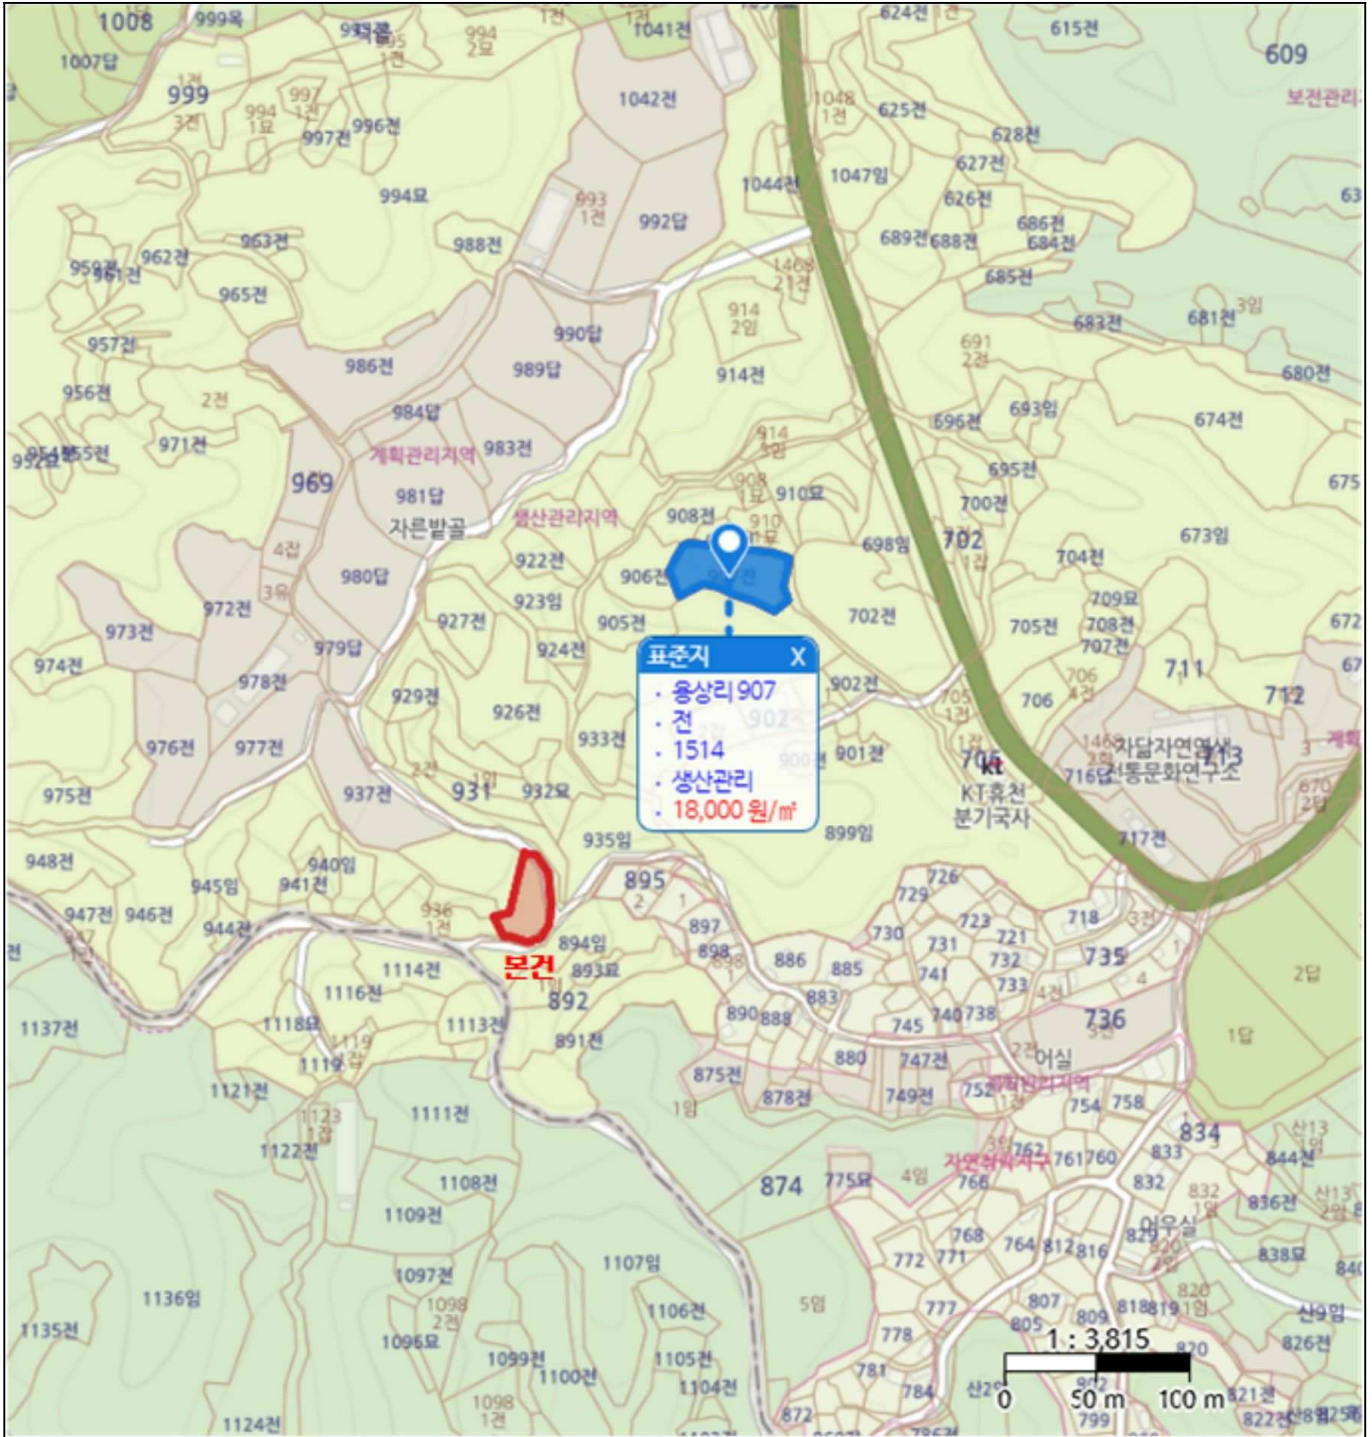 1008
999목
994
2묘
1전
1041전
624전
1전
615전
609
1007답
1전
999
3전
997
1전
994
1묘
997전
996전
1042전
1048
1전
625전
보전관리
628전
627전
994묘
993
1전
1044전
1047임
626전
992답
686전
684전
963전
988전
689전
688전
962전
961전
965전
685전
1468
21전
914
2임
3임
683전
681전
957전
990답
691
2전
986전
989답
914전
680전
956전
2전
984답
693임
696전
674전
971전
계획관리지역
983전
914
3임
695전
969
981답
908
1묘
910묘
675
700전
자른밭골
생산관리지역
908전
910
1묘
702
1잡
673임
698임
4잡
922전
704전
980답
906전
3유
972전
923임
709묘
973전
927전
905전
702전
705전
708전
707전
672
979답
924전
974전
표준지 X
· 용상리 907
· 전
· 1514
· 생산관리
· 18,000 원/㎡
711
706
4전
978전
929전
902전
712
926전
705
1전
706
902
976전
977전
933전
901전
자담자연염색
전통문화연구소
713
2전
1임
kt
716답
975전
937전
931
932묘
KT휴천
분기국사
670
2답
935임
899임
717전
948전
940임
945임
941전
895
2
1
726
729
947전
946전
936
1전
897
723
718
3전
944전
730
721
894임
898
731
732
735
본건
893묘
886
885
1114전
741
733
2답
1116전
892
883
4전
4
1137전
1118묘
1113전
890
888
745
740
738
736
3전
1119
1잡
891전
1답
1119
880
747전
2전
어실
875전
계획관리지역
1121전
878전
749전
752
1전
1123
1잡
1111전
1임
754
758
834
산13
1임
1122전
3임
762
833
844전
자연취락지구
761
760
1108전
874
775묘
4임
766
832
832
1임
836전
산13
2임
1109전
어우실
768
829
1107임
772
771
764
812
816
820
2임
838묘
1097전
1136임
1098
2전
1106전
5임
820
1임
777
807
818
819
산9임
1135전
1096묘
809
805
826전
778
1099전
1105전
1 : 3,815
820
1100전
781
1104전
784
821전
0 50 m 100 m
1098
1전
872
799
1124전
822전